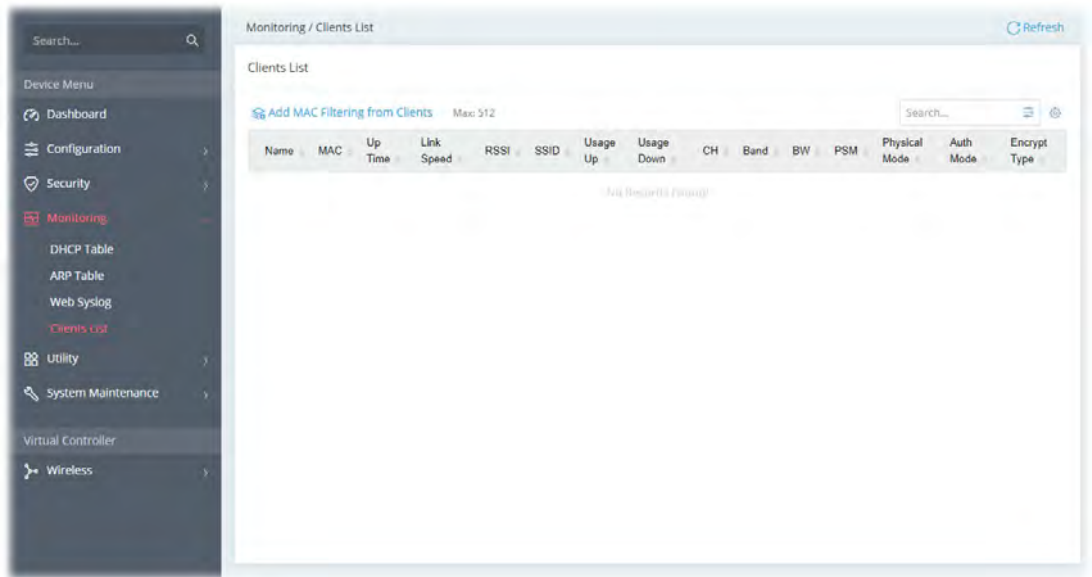 Search...
Device Menu
Dashboard
Configuration
Security
Monitoring
DHCP Table
ARP Table
Web Syslog
Clients List
Utility
System Maintenance
Virtual Controller
Wireless
Monitoring / Clients List
Refresh
Clients List
Add MAC Filtering from Clients Max: 512
Search...
Name MAC Up Time Link Speed RSSI SSID Usage Up Usage Down CH Band BW PSM Physical Mode Auth Mode Encrypt Type
No Records Found!